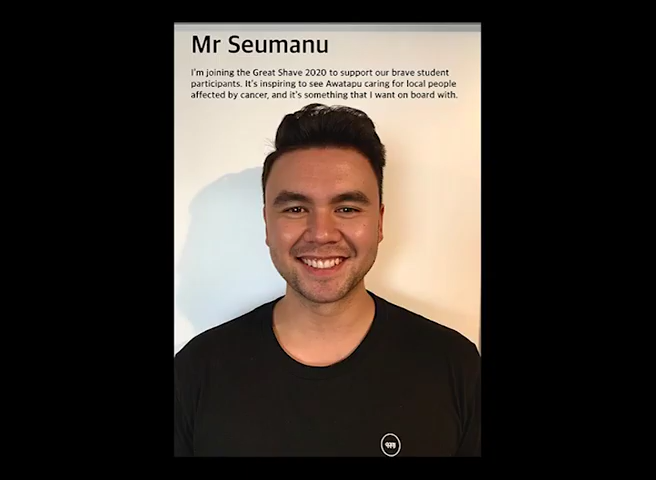 Mr Seumanu
I'm joining the Great Shave 2020 to support our brave student
participants. It's inspiring to see Awatapu caring for local people
affected by cancer, and it's something that I want on board with.